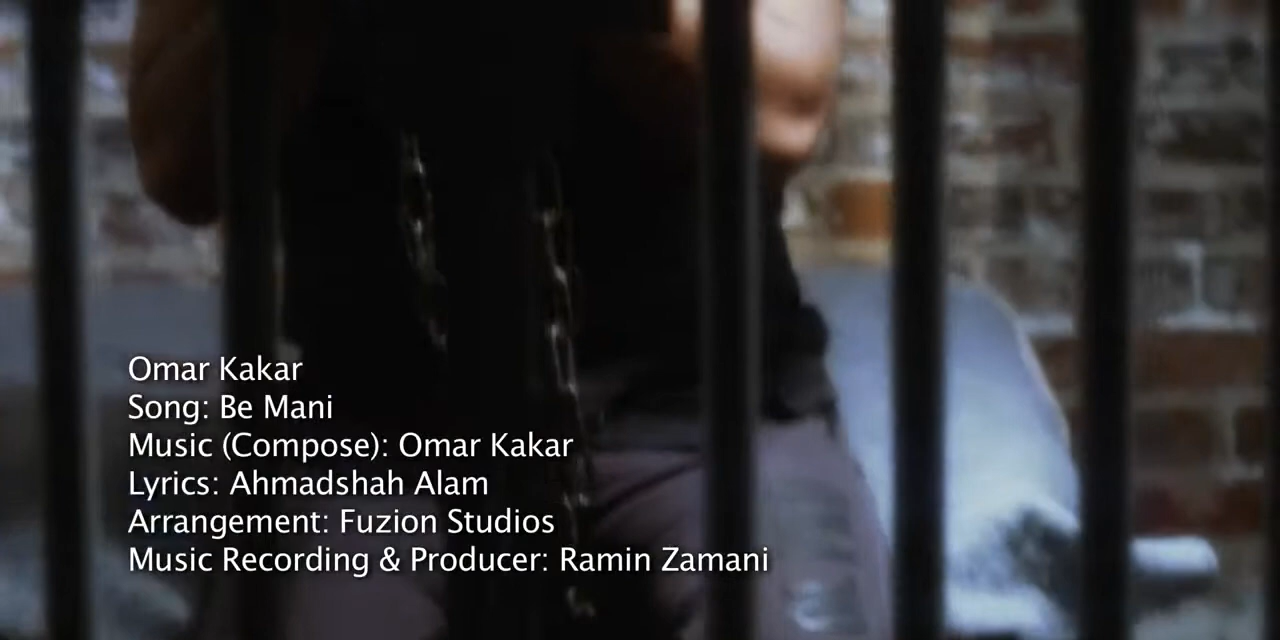 Omar Kakar
Song: Be Mani
Music (Compose): Omar Kakar
Lyrics: Ahmadshah Alam
Arrangement: Fuzion Studios
Music Recording & Producer: Ramin Zamani